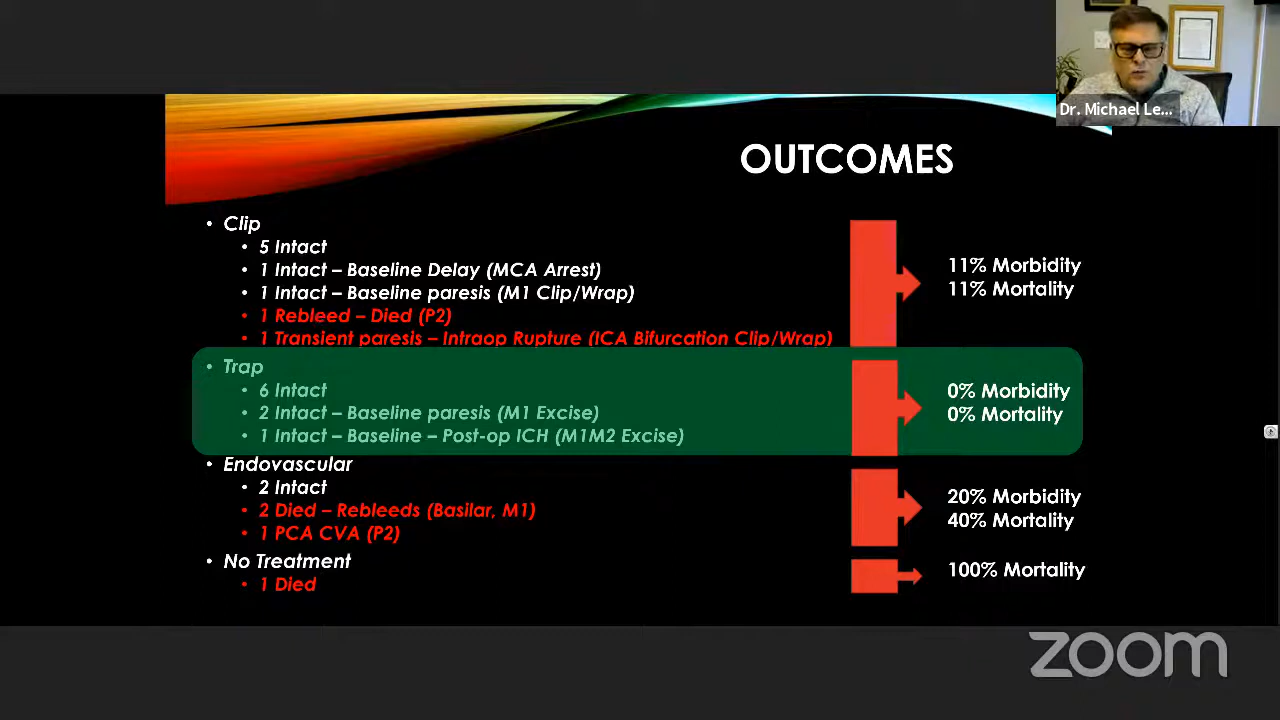 Dr. Michael Le...
OUTCOMES
• Clip
• 5 Intact
• 1 Intact – Baseline Delay (MCA Arrest)
• 1 Intact – Baseline paresis (M1 Clip/Wrap)
• 1 Rebleed – Died (P2)
• 1 Transient paresis – Intraop Rupture (ICA Bifurcation Clip/Wrap)
11% Morbidity
11% Mortality
• Trap
• 6 Intact
• 2 Intact – Baseline paresis (M1 Excise)
• 1 Intact – Baseline – Post-op ICH (M1M2 Excise)
0% Morbidity
0% Mortality
• Endovascular
• 2 Intact
• 2 Died – Rebleeds (Basilar, M1)
• 1 PCA CVA (P2)
20% Morbidity
40% Mortality
• No Treatment
• 1 Died
100% Mortality
zoom